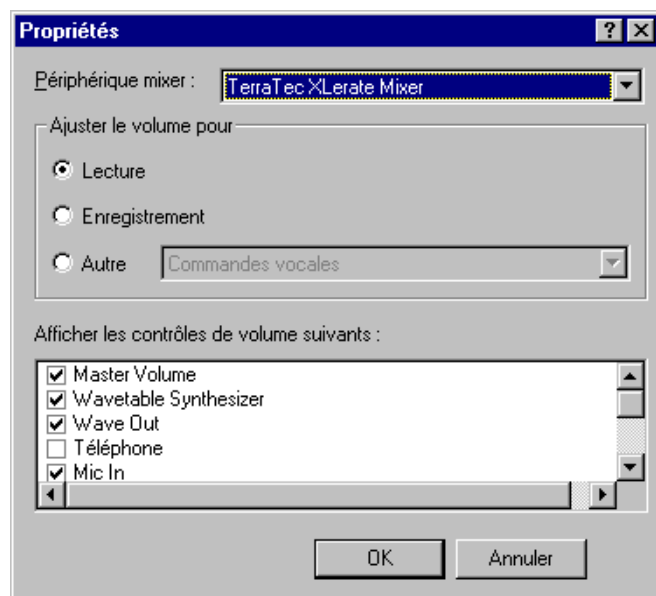 Propriétés
Périphérique mixer : TerraTec XLerate Mixer
Ajuster le volume pour
Lecture
Enregistrement
Autre Commandes vocales
Afficher les contrôles de volume suivants :
Master Volume
Wavetable Synthesizer
Wave Out
Téléphone
Mic In
OK Annuler